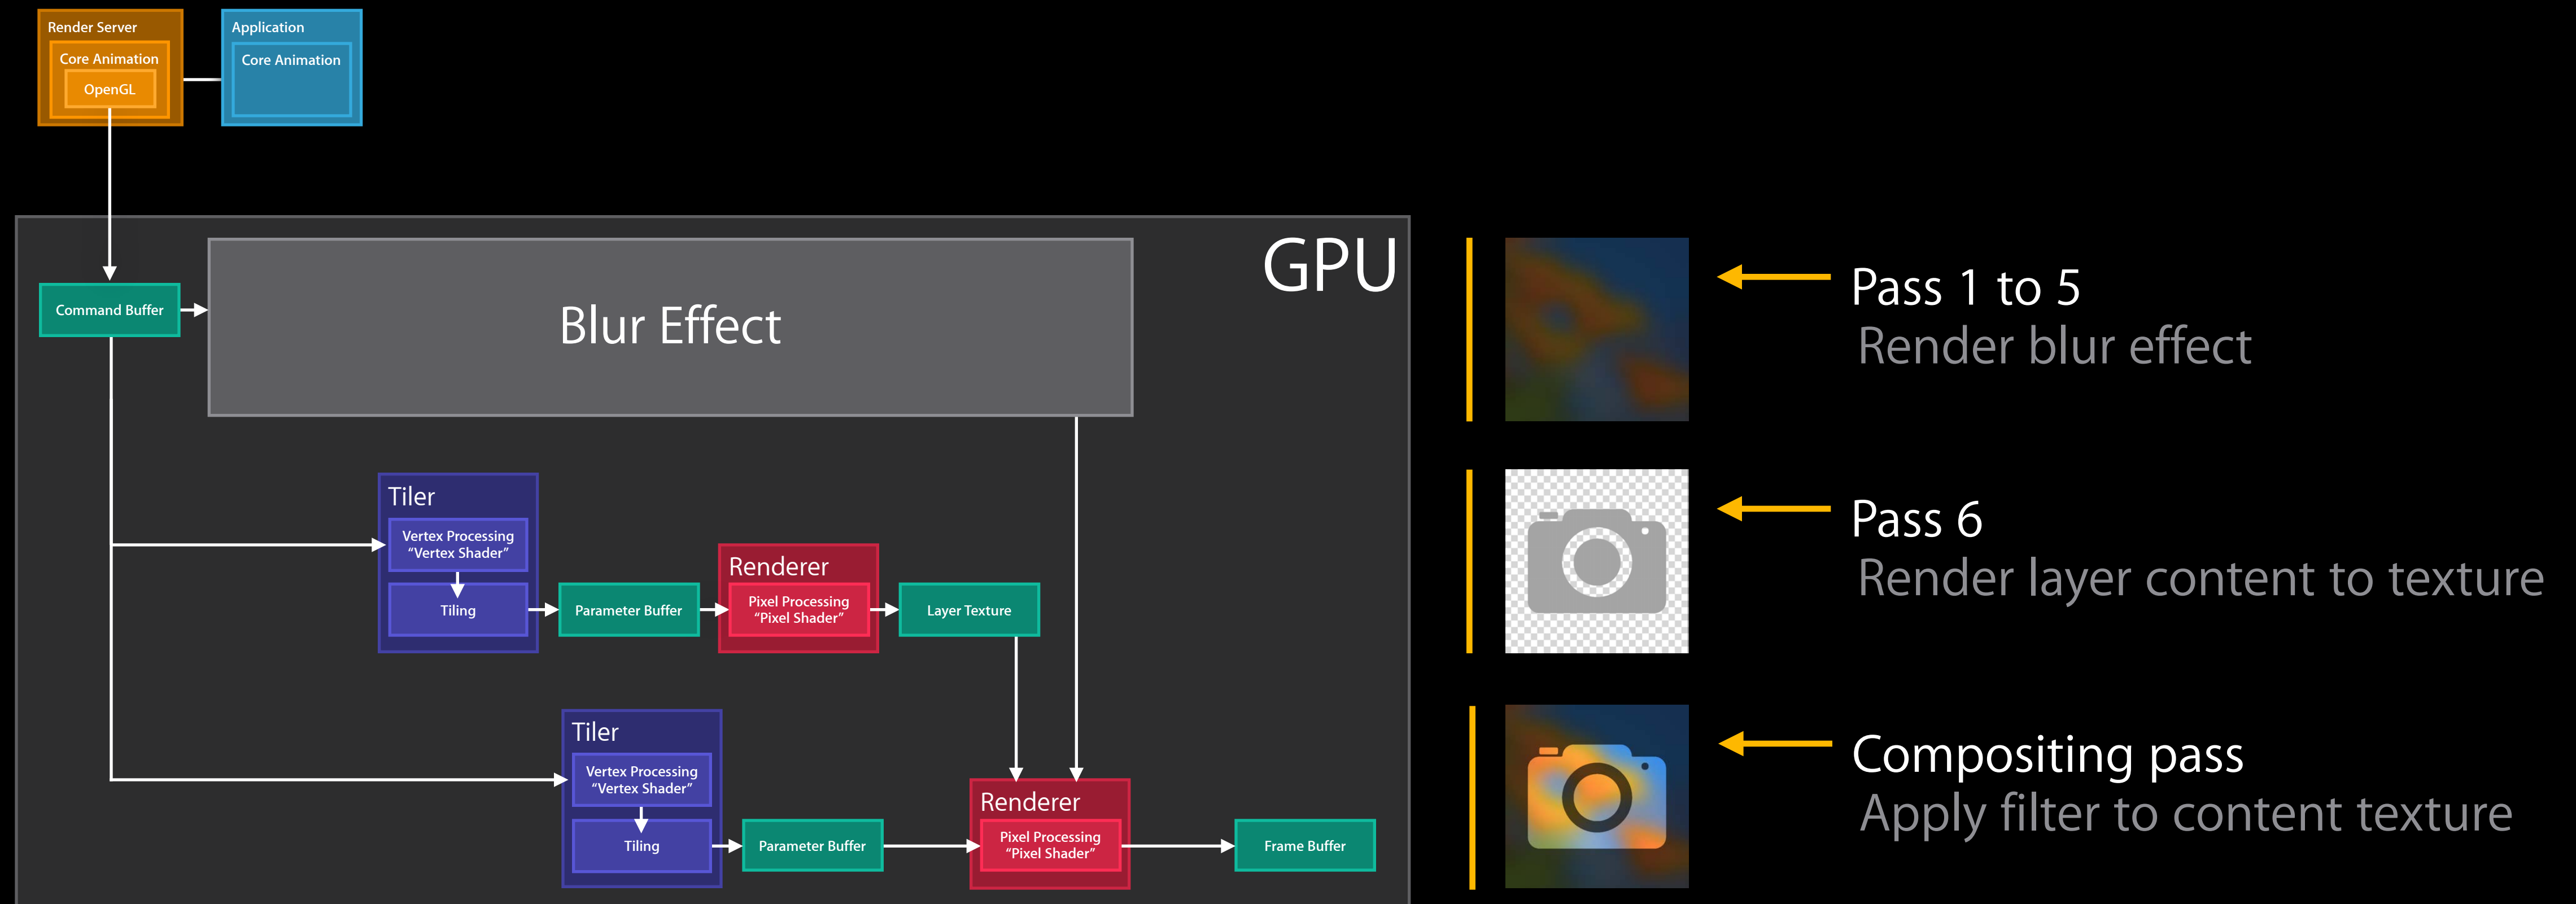 Render Server
Core Animation
OpenGL
Application
Core Animation
GPU
Command Buffer
Blur Effect
Tiler
Vertex Processing
“Vertex Shader”
Tiling
Parameter Buffer
Renderer
Pixel Processing
“Pixel Shader”
Layer Texture
Tiler
Vertex Processing
“Vertex Shader”
Tiling
Parameter Buffer
Renderer
Pixel Processing
“Pixel Shader”
Frame Buffer
Pass 1 to 5
Render blur effect
Pass 6
Render layer content to texture
Compositing pass
Apply filter to content texture